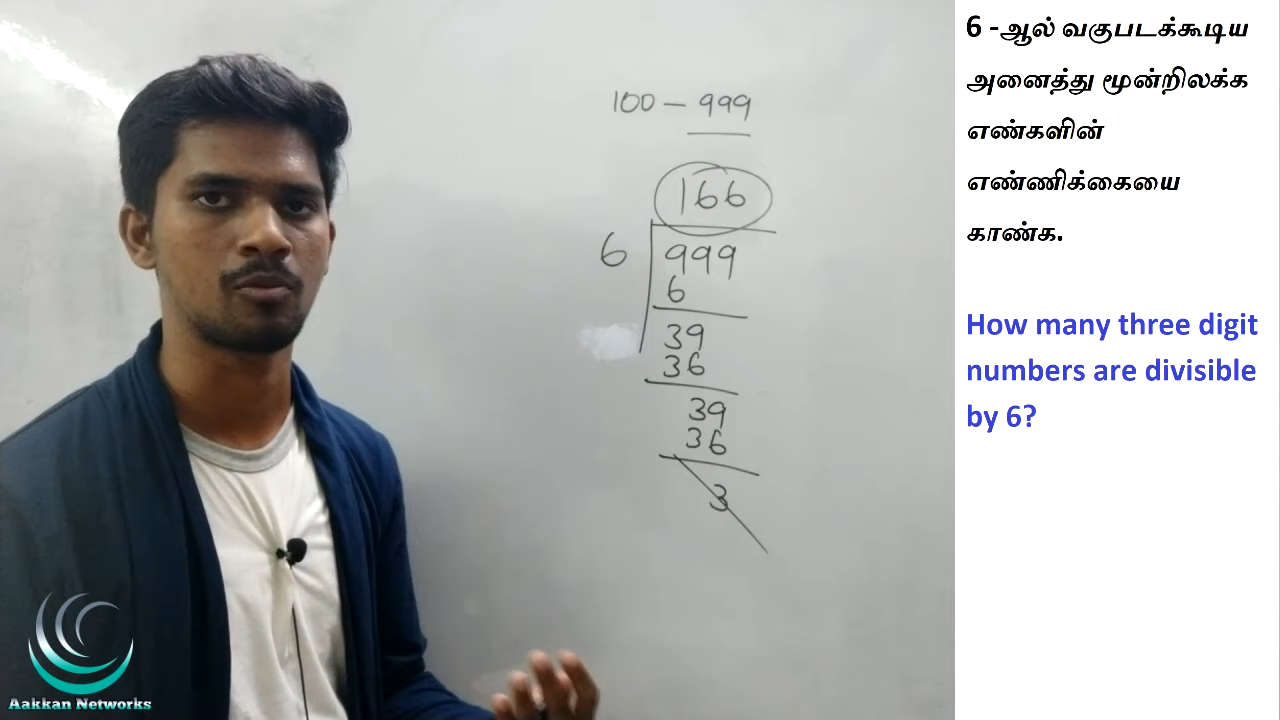 100 - 999
166
6 999
6
39
36
39
36
3
6 -ஆல் வகுபடக்கூடிய
அனைத்து மூன்றிலக்க
எண்களின்
எண்ணிக்கையை
காண்க.
How many three digit
numbers are divisible
by 6?
Aakkan Networks